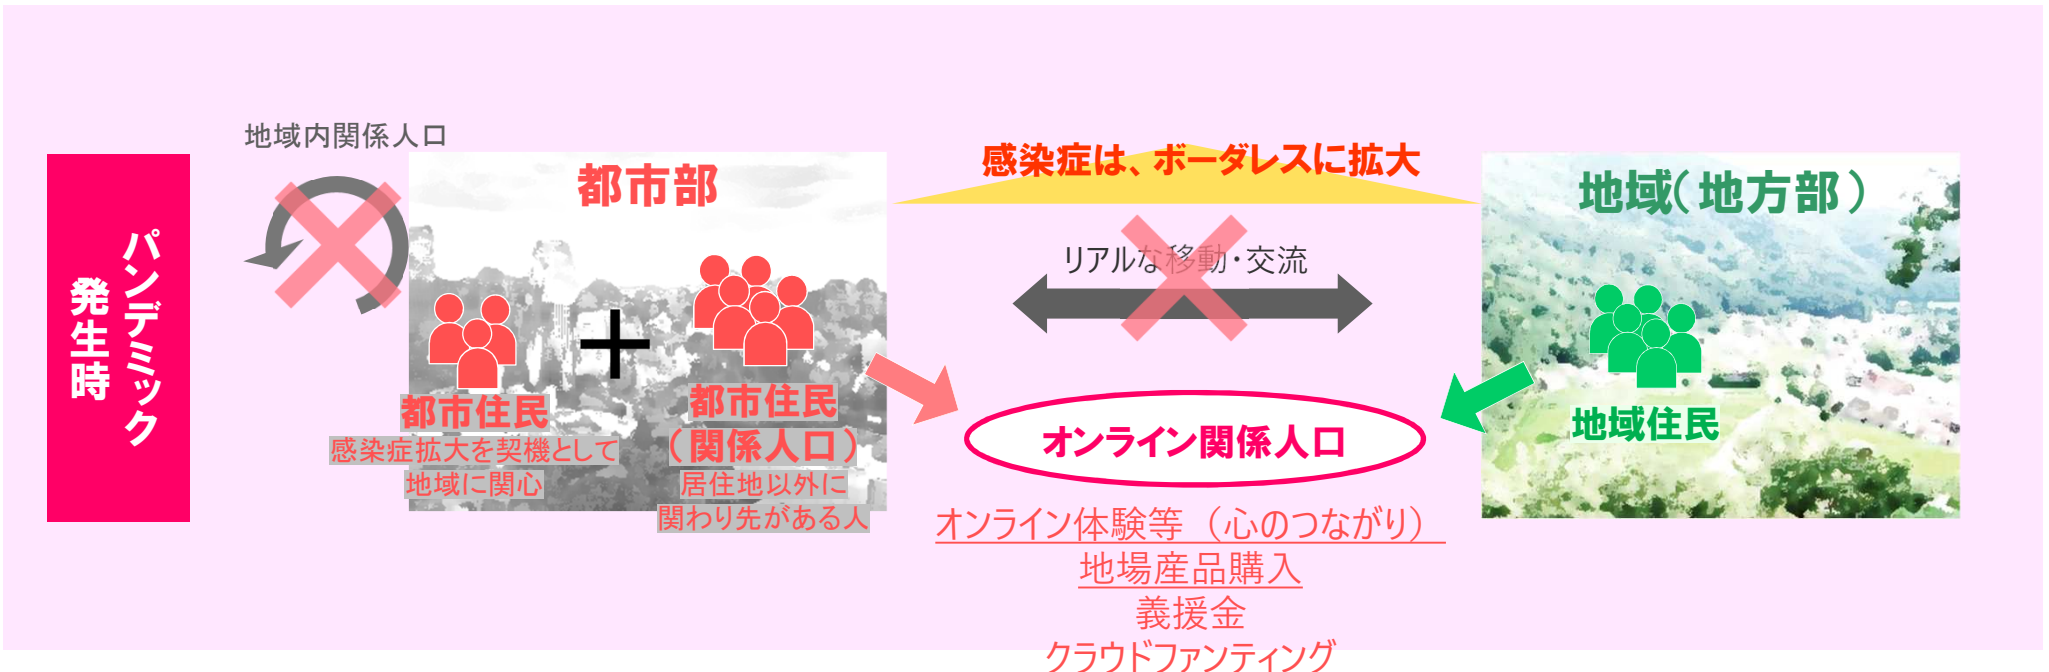 パンデミック
発生時
地域内関係人口
都市部
都市住民
感染症拡大を契機として
地域に関心
＋
都市住民
（関係人口）
居住地以外に
関わり先がある人
感染症は、ボーダレスに拡大
リアルな移動・交流
オンライン関係人口
オンライン体験等（心のつながり）
地場産品購入
義援金
クラウドファンティング
地域（地方部）
地域住民